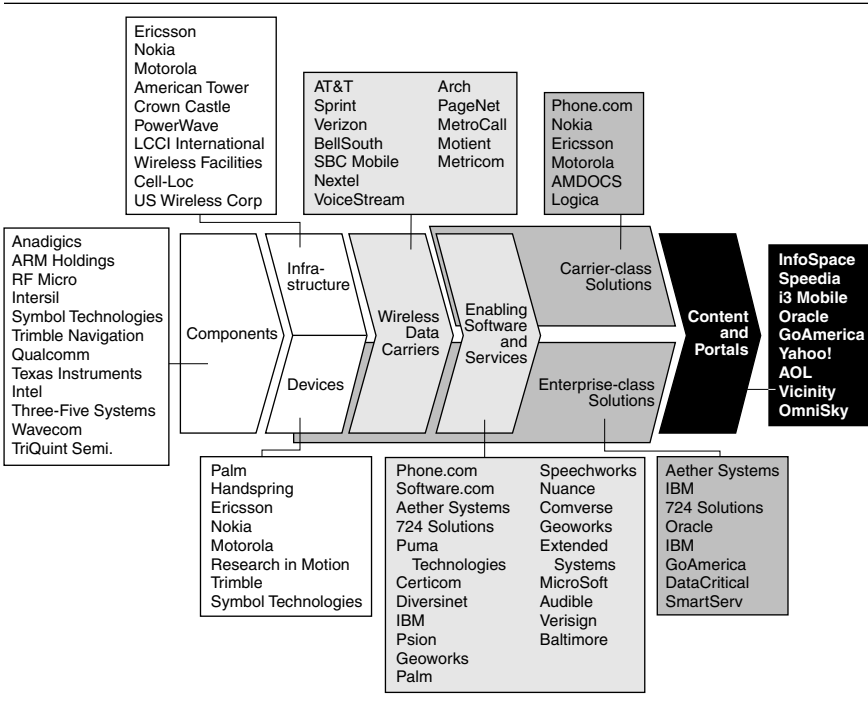 Ericsson
Nokia
Motorola
American Tower
Crown Castle
PowerWave
LCCI International
Wireless Facilities
Cell-Loc
US Wireless Corp
AT&T
Sprint
Verizon
BellSouth
SBC Mobile
Nextel
VoiceStream
Arch
PageNet
MetroCall
Motient
Metricom
Phone.com
Nokia
Ericsson
Motorola
AMDOCS
Logica
Anadigics
ARM Holdings
RF Micro
Intersil
Symbol Technologies
Trimble Navigation
Qualcomm
Texas Instruments
Intel
Three-Five Systems
Wavecom
TriQuint Semi.
Components
Infra-
structure
Devices
Wireless
Data
Carriers
Enabling
Software
and
Services
Carrier-class
Solutions
Enterprise-class
Solutions
Content
and
Portals
InfoSpace
Speedia
i3 Mobile
Oracle
GoAmerica
Yahoo!
AOL
Vicinity
OmniSky
Palm
Handspring
Ericsson
Nokia
Motorola
Research in Motion
Trimble
Symbol Technologies
Phone.com
Software.com
Aether Systems
724 Solutions
Puma
Technologies
Certicom
Diversinet
IBM
Psion
Geoworks
Palm
Speechworks
Nuance
Comverse
Geoworks
Extended
Systems
MicroSoft
Audible
Verisign
Baltimore
Aether Systems
IBM
724 Solutions
Oracle
IBM
GoAmerica
DataCritical
SmartServ